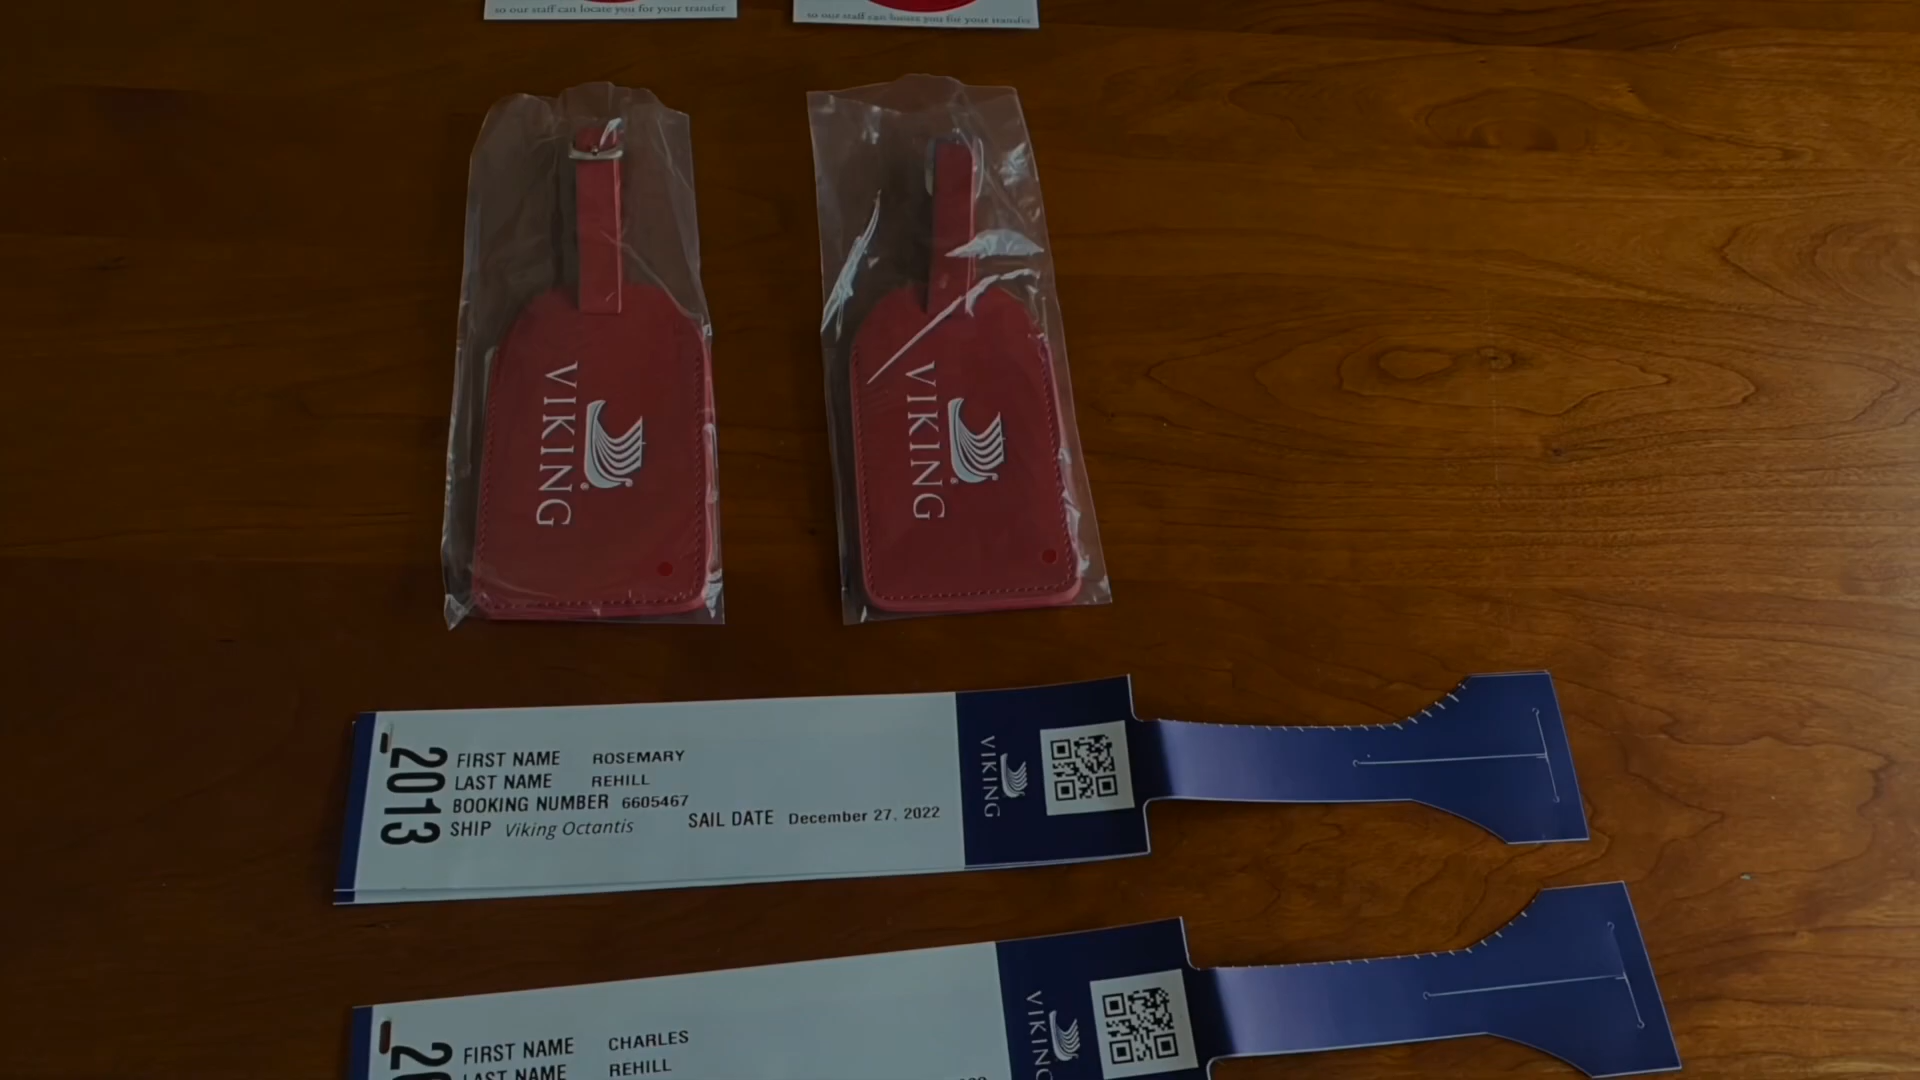 so our staff can locate you for your transfer
so our staff can locate you for your transfer
VIKING
VIKING
2013
FIRST NAME ROSEMARY
LAST NAME REHILL
BOOKING NUMBER 6605467
SHIP Viking Octantis SAIL DATE December 27, 2022
VIKING
FIRST NAME CHARLES
LAST NAME REHILL
VIKING